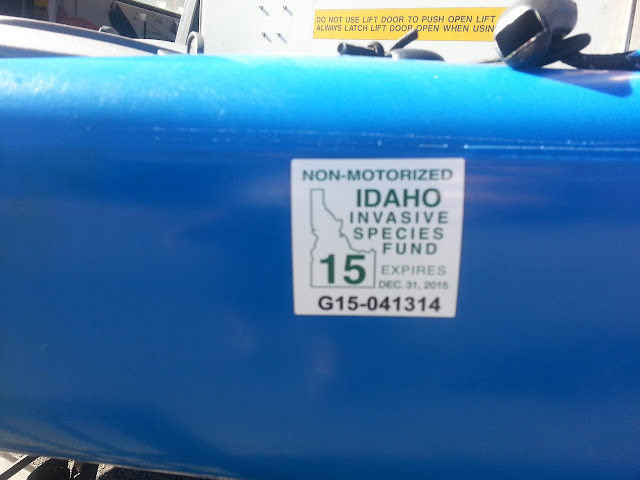 DO NOT USE LIFT DOOR TO PUSH OPEN LIFT
ALWAYS LATCH LIFT DOOR OPEN WHEN USIN
NON-MOTORIZED
IDAHO
INVASIVE
SPECIES
FUND
15
EXPIRES
DEC. 31, 2015
G15-041314